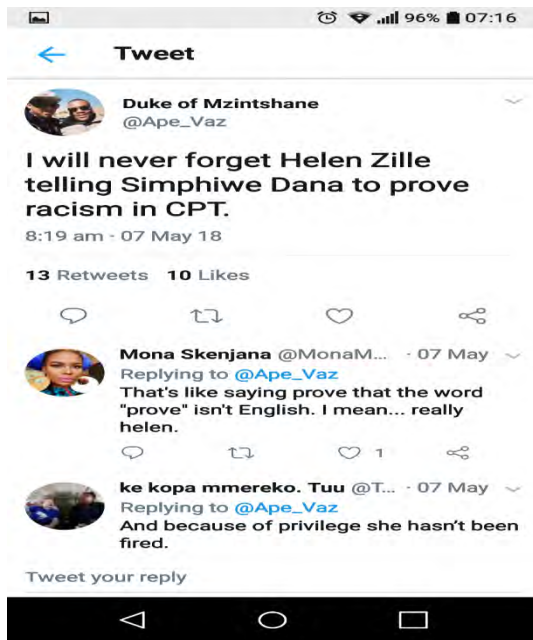 96% 07:16
Tweet
Duke of Mzintshane
@Ape_Vaz
I will never forget Helen Zille
telling Simphiwe Dana to prove
racism in CPT.
8:19 am · 07 May 18
13 Retweets 10 Likes
Mona Skenjana @MonaM... · 07 May
Replying to @Ape_Vaz
That's like saying prove that the word
"prove" isn't English. I mean... really
helen.
1
ke kopa mmereko. Tuu @T... · 07 May
Replying to @Ape_Vaz
And because of privilege she hasn't been
fired.
Tweet your reply